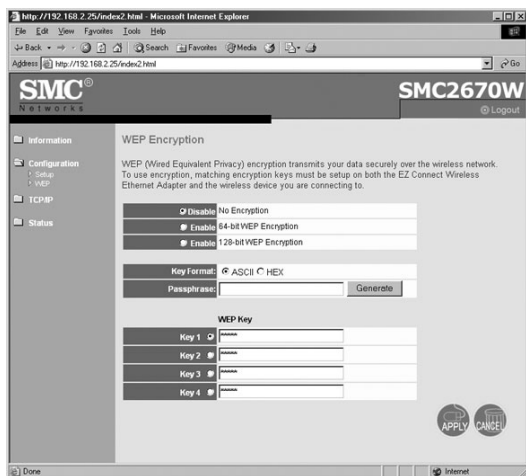 http://192.168.2.25/index2.html - Microsoft Internet Explorer
File Edit View Favorites Tools Help
Back Search Favorites Media
Address http://192.168.2.25/index2.html Go
SMC®
Networks
SMC2670W
Logout
Information
Configuration
Setup
WEP
TCP/IP
Status
WEP Encryption
WEP (Wired Equivalent Privacy) encryption transmits your data securely over the wireless network.
To use encryption, matching encryption keys must be setup on both the EZ Connect Wireless
Ethernet Adapter and the wireless device you are connecting to.
Disable No Encryption
Enable 64-bit WEP Encryption
Enable 128-bit WEP Encryption
Key Format: ASCII HEX
Passphrase: Generate
WEP Key
Key 1 *****
Key 2 *****
Key 3 *****
Key 4 *****
APPLY CANCEL
Done Internet